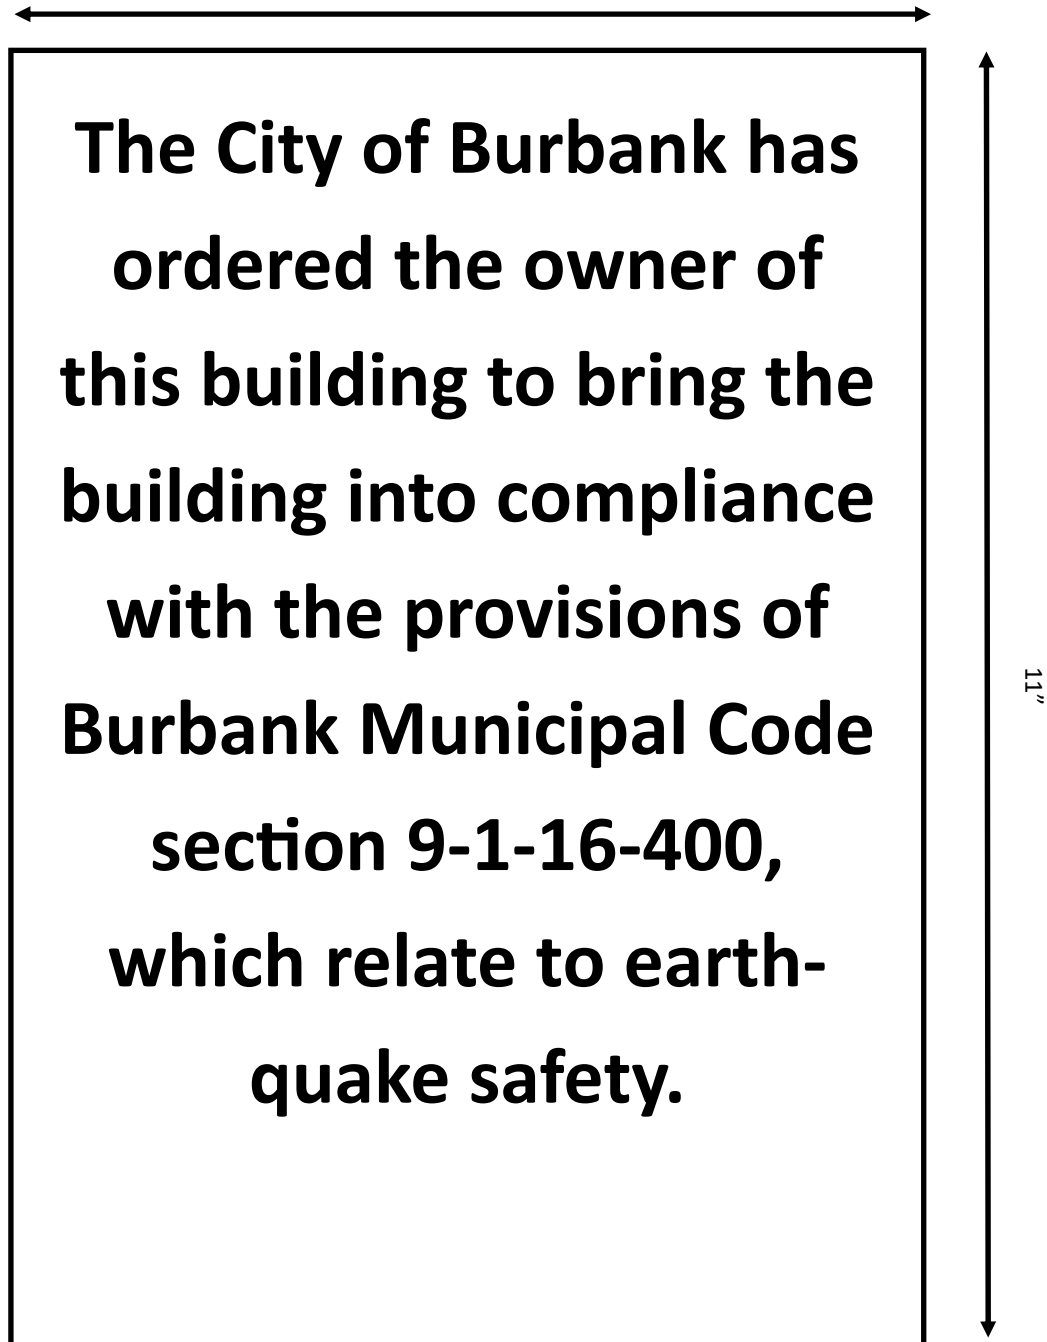 The City of Burbank has
ordered the owner of
this building to bring the
building into compliance
with the provisions of
Burbank Municipal Code
section 9-1-16-400,
which relate to earth-
quake safety.
11”